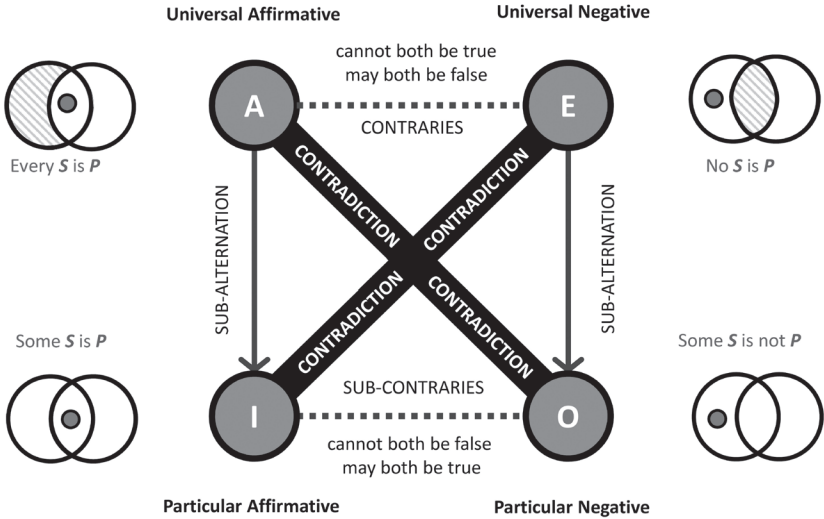 Universal Affirmative
Universal Negative
cannot both be true
may both be false
A
E
CONTRARIES
Every S is P
No S is P
CONTRADICTION
CONTRADICTION
SUB-ALTERNATION
SUB-ALTERNATION
CONTRADICTION
CONTRADICTION
Some S is P
Some S is not P
SUB-CONTRARIES
I
O
cannot both be false
may both be true
Particular Affirmative
Particular Negative